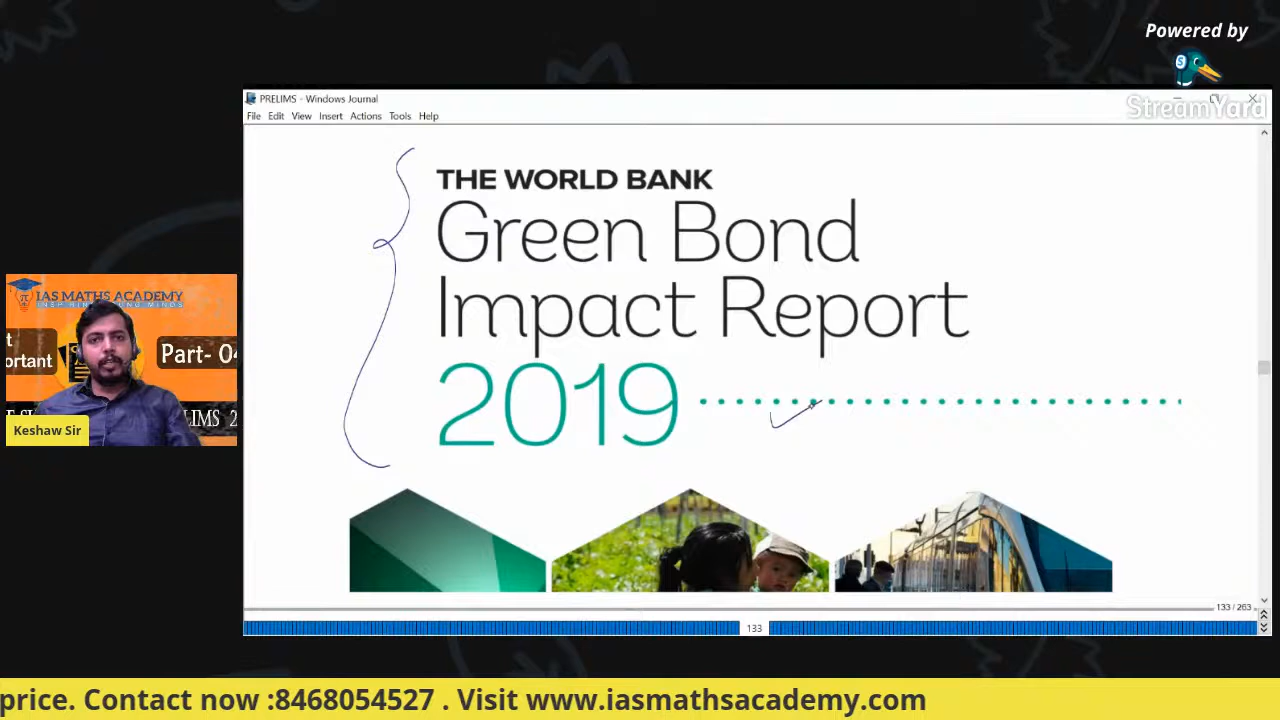 Powered by
S
StreamYard
PRELIMS - Windows Journal
File Edit View Insert Actions Tools Help
THE WORLD BANK
Green Bond
Impact Report
2019
IAS MATHS ACADEMY
Part- 04
ortant
Keshaw Sir
133 / 263
133
price. Contact now :8468054527 . Visit www.iasmathsacademy.com